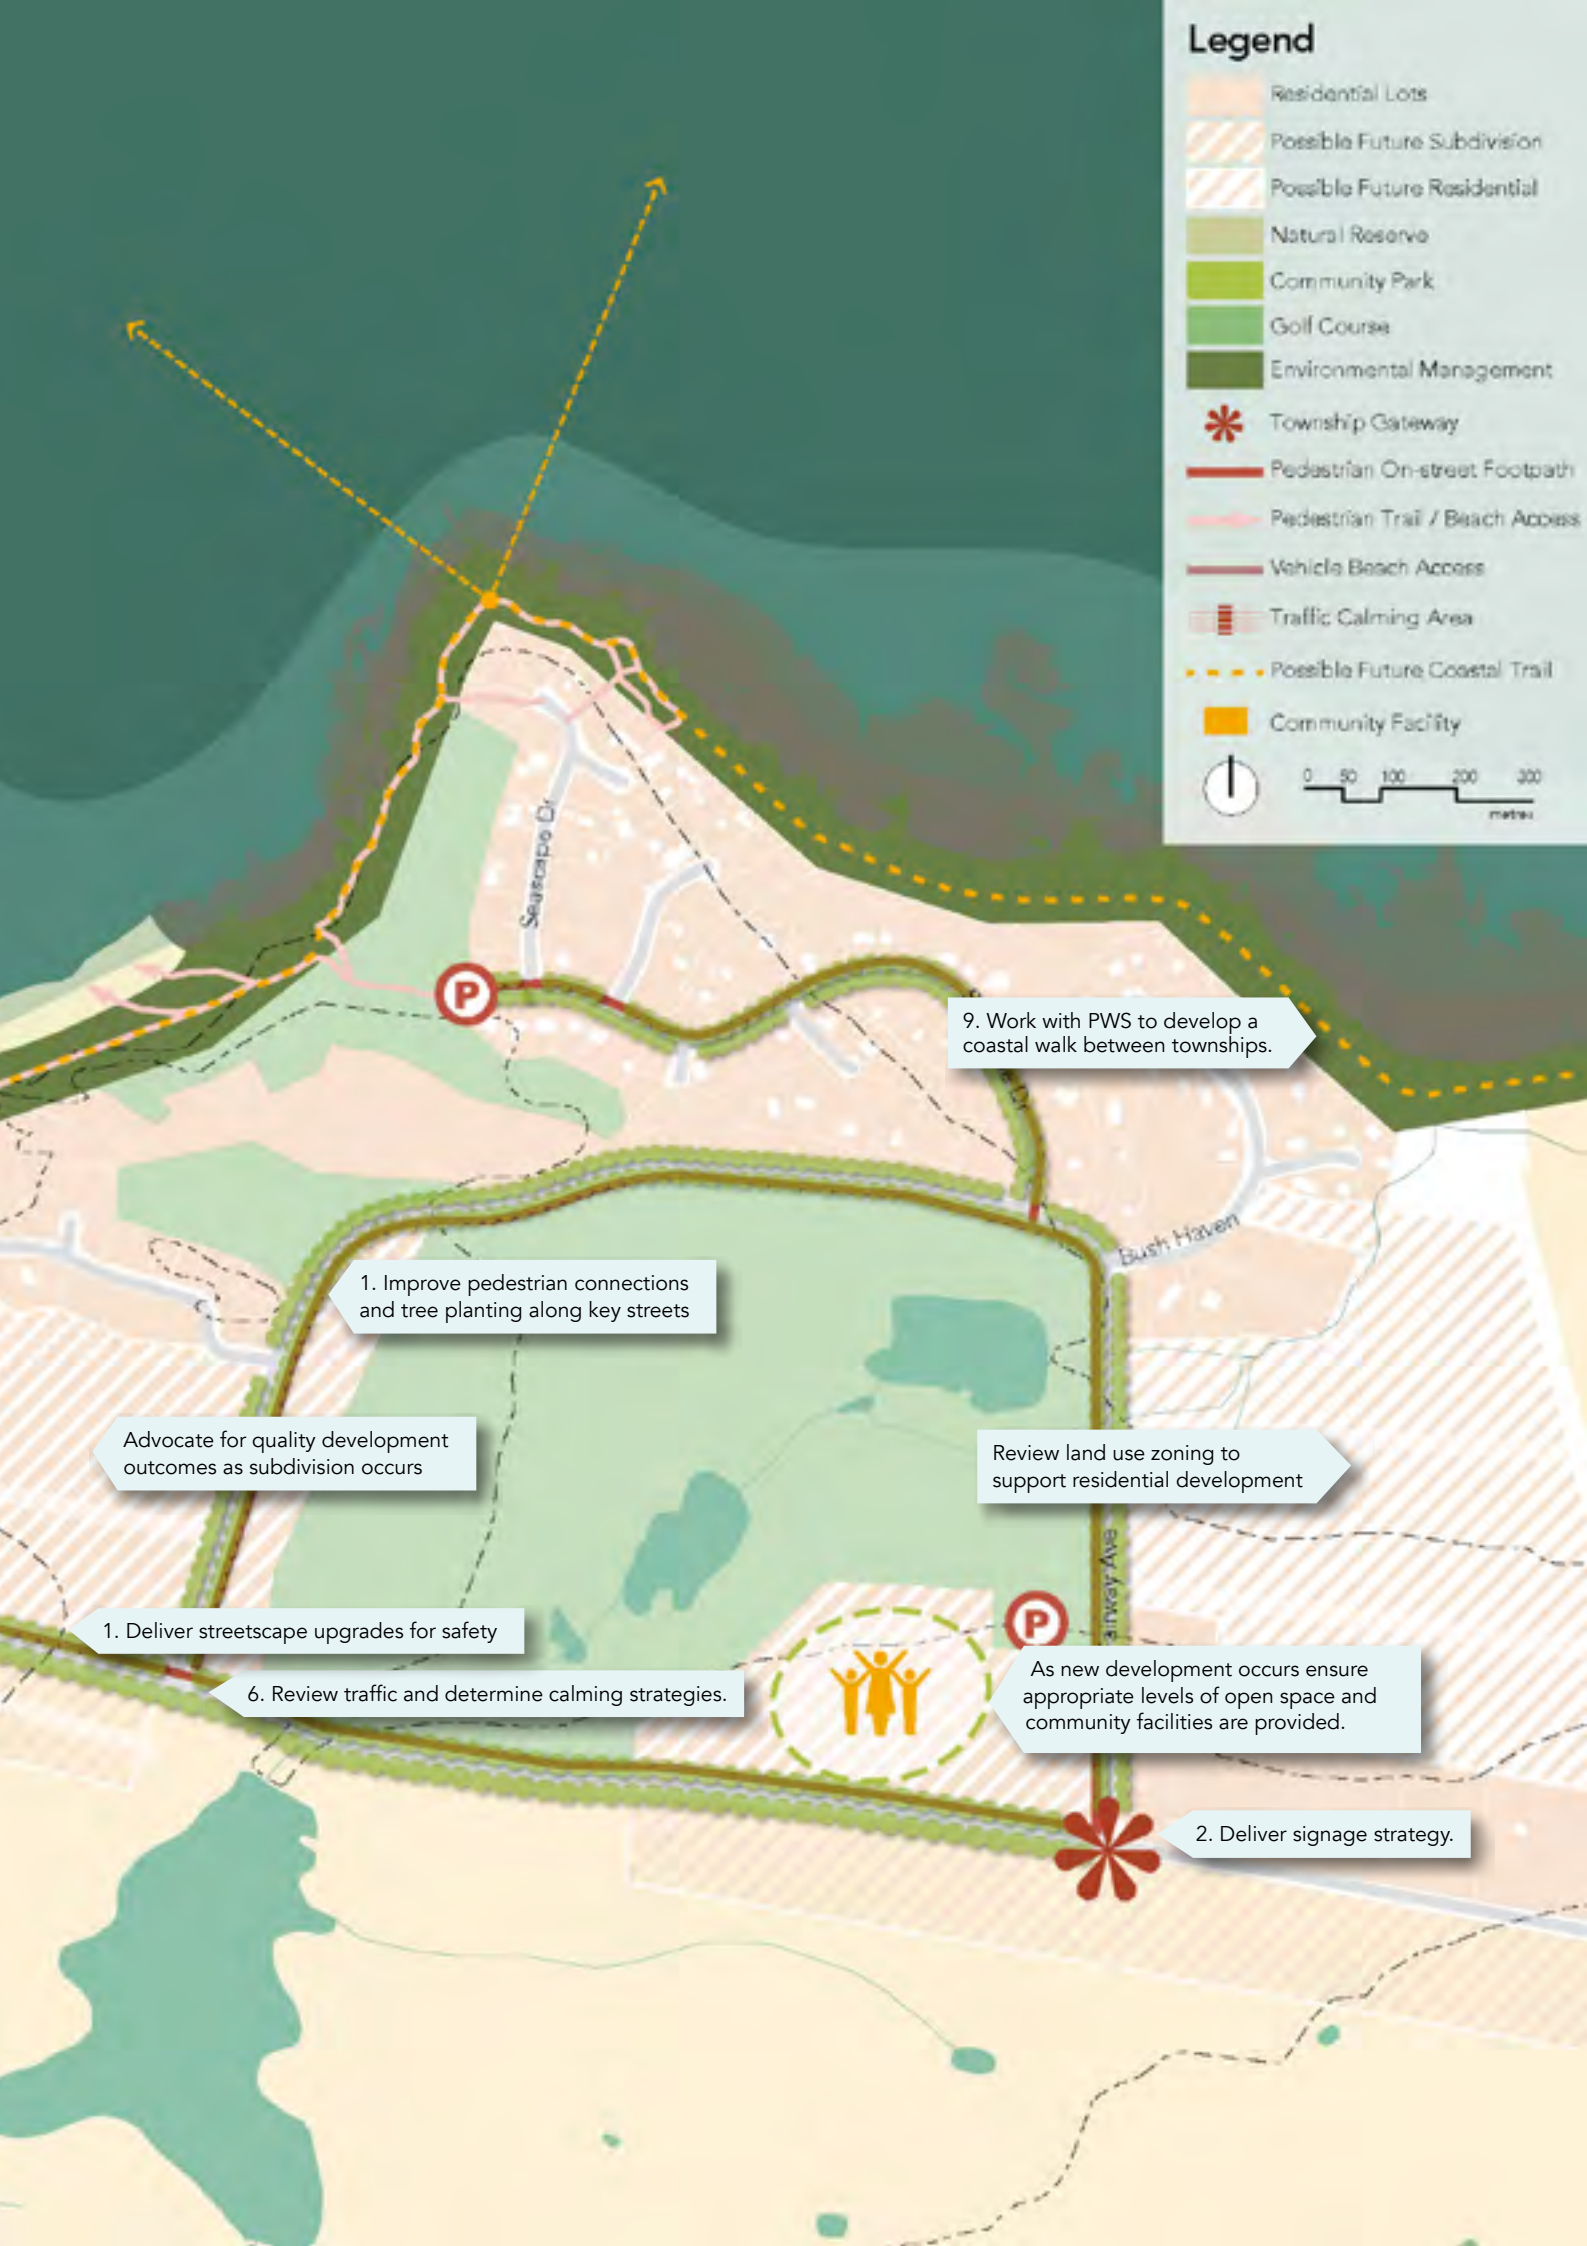 Legend
Residential Lots
Possible Future Subdivision
Possible Future Residential
Natural Reserve
Community Park
Golf Course
Environmental Management
Township Gateway
Pedestrian On-street Footpath
Pedestrian Trail / Beach Access
Vehicle Beach Access
Traffic Calming Area
Possible Future Coastal Trail
Community Facility
0 50 100 200 300
metres
Seascape Dr
P
9. Work with PWS to develop a
coastal walk between townships.
Dr
Bush Haven
1. Improve pedestrian connections
and tree planting along key streets
Advocate for quality development
outcomes as subdivision occurs
Review land use zoning to
support residential development
airway Ave
P
1. Deliver streetscape upgrades for safety
6. Review traffic and determine calming strategies.
As new development occurs ensure
appropriate levels of open space and
community facilities are provided.
2. Deliver signage strategy.